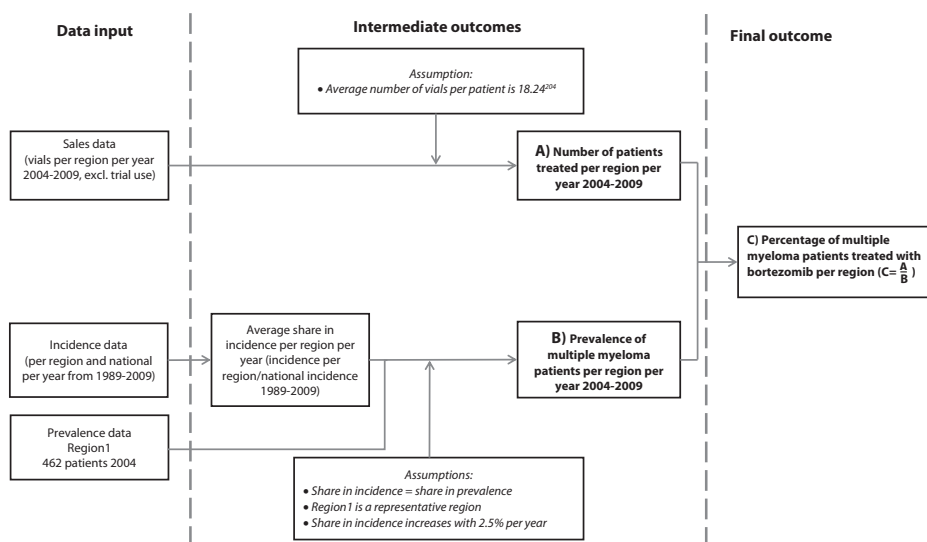 Data input
Intermediate outcomes
Final outcome
Assumption:
• Average number of vials per patient is 18.24²⁰⁴
Sales data
(vials per region per year
2004-2009, excl. trial use)
A) Number of patients
treated per region per
year 2004-2009
C) Percentage of multiple
myeloma patients treated with
bortezomib per region (C= A/B )
Incidence data
(per region and national
per year from 1989-2009)
Average share in
incidence per region per
year (incidence per
region/national incidence
1989-2009)
B) Prevalence of
multiple myeloma
patients per region per
year 2004-2009
Prevalence data
Region1
462 patients 2004
Assumptions:
• Share in incidence = share in prevalence
• Region1 is a representative region
• Share in incidence increases with 2.5% per year